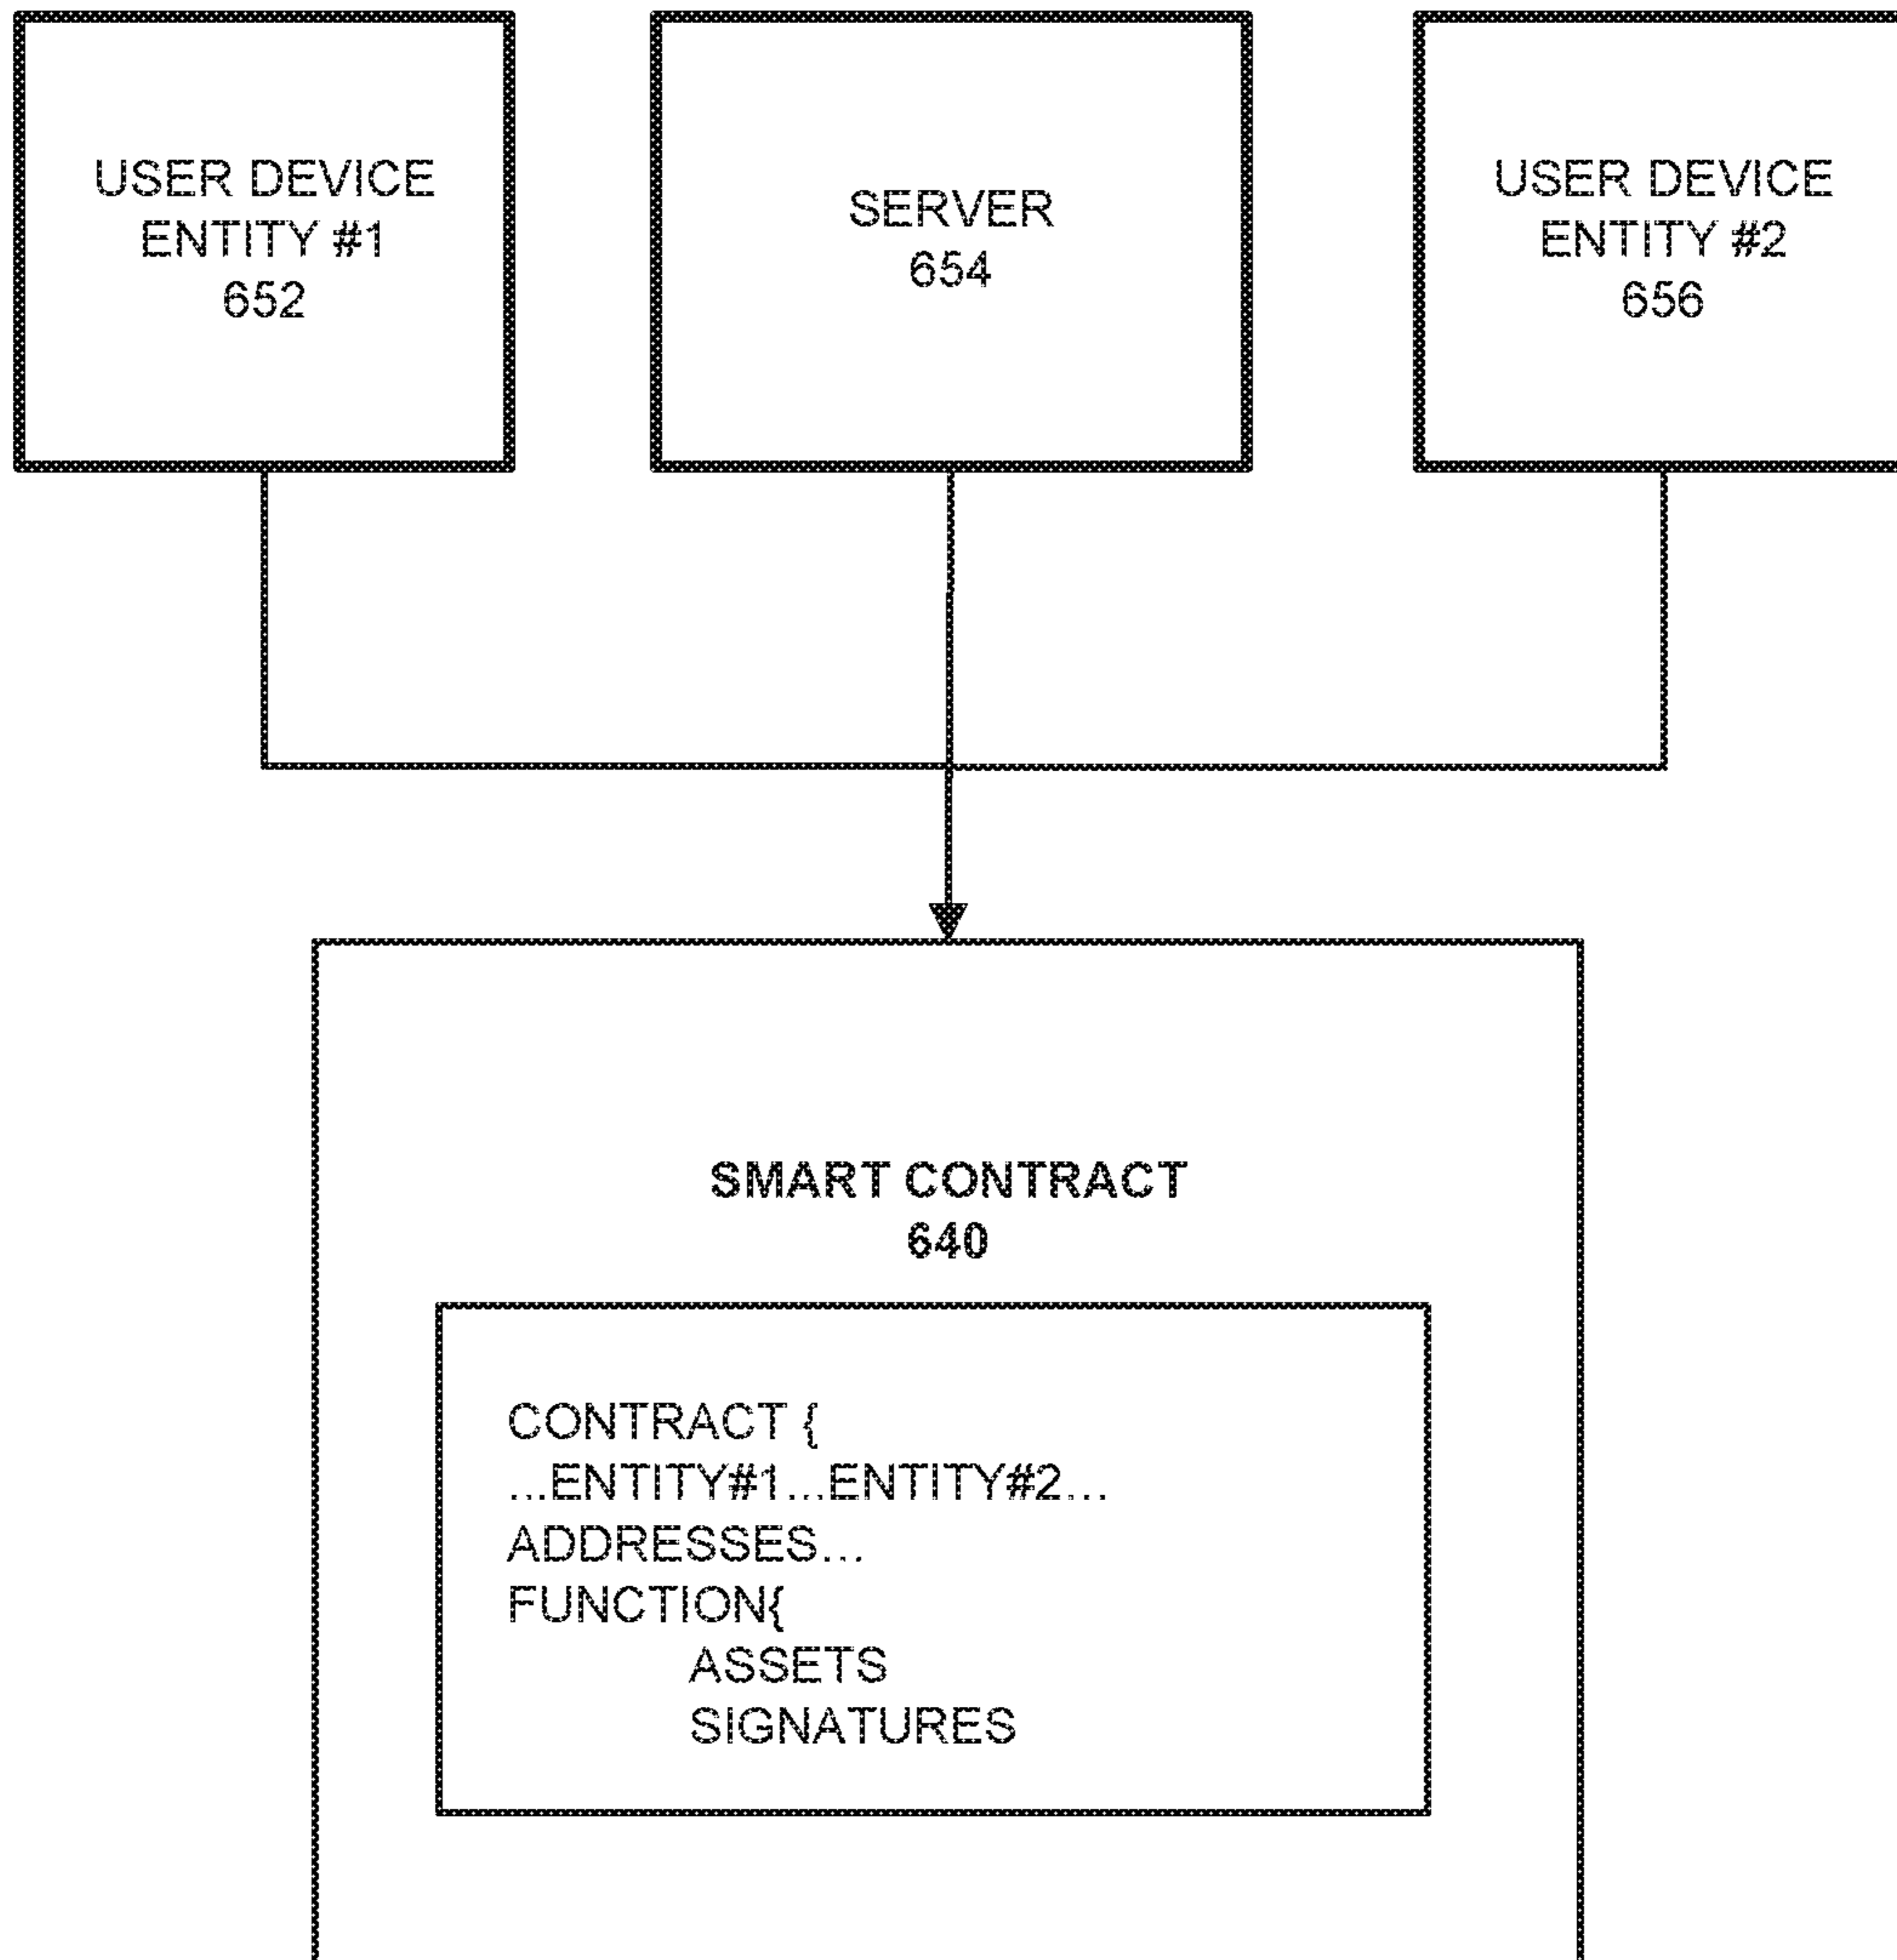 USER DEVICE
ENTITY #1
652
SERVER
654
USER DEVICE
ENTITY #2
656
SMART CONTRACT
640
CONTRACT {
...ENTITY#1...ENTITY#2...
ADDRESSES...
FUNCTION{
ASSETS
SIGNATURES